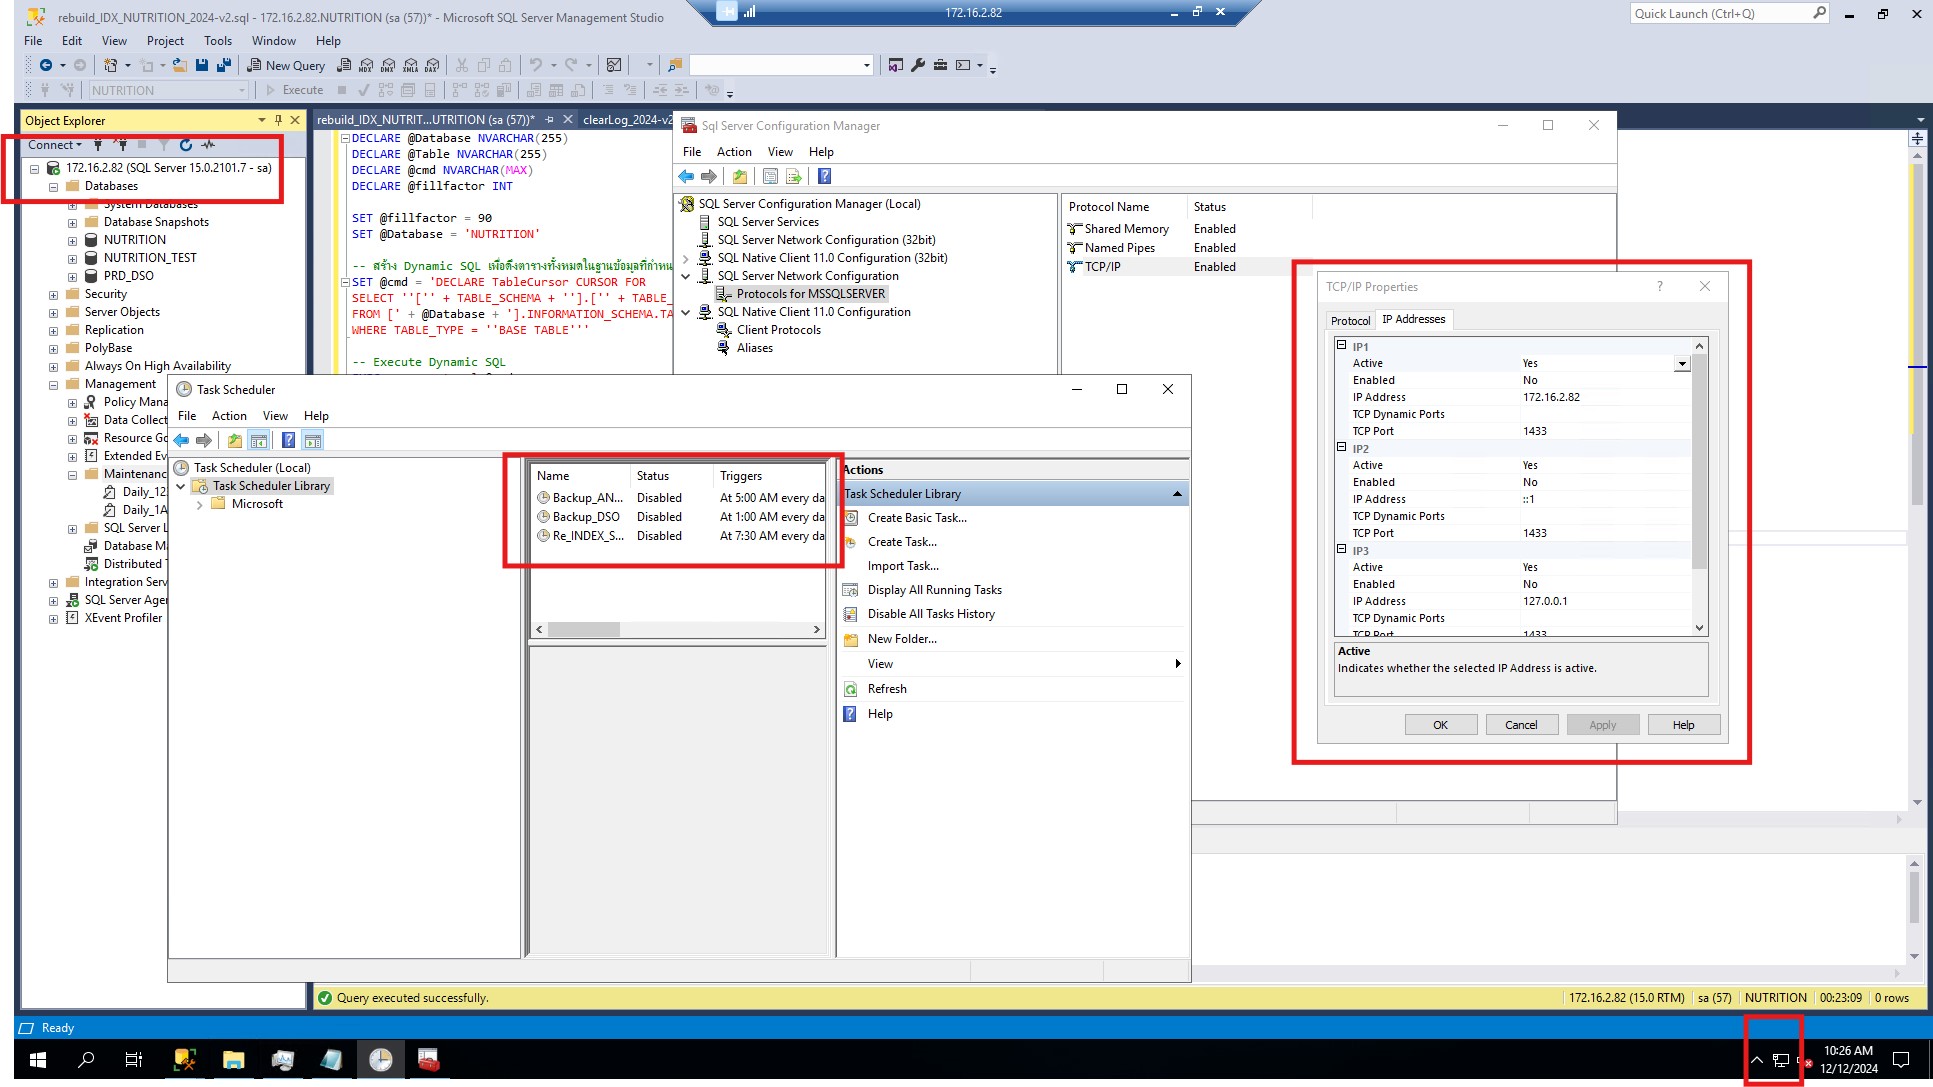 rebuild_IDX_NUTRITION_2024-v2.sql - 172.16.2.82.NUTRITION (sa (57))* - Microsoft SQL Server Management Studio
172.16.2.82
Quick Launch (Ctrl+Q)
File Edit View Project Tools Window Help
New Query
MDX DMX XMLA DAX
NUTRITION
Execute
Object Explorer
Connect
172.16.2.82 (SQL Server 15.0.2101.7 - sa)
Databases
System Databases
Database Snapshots
NUTRITION
NUTRITION_TEST
PRD_DSO
Security
Server Objects
Replication
PolyBase
Always On High Availability
Management
Policy Mana
Data Collect
Resource Go
Extended Ev
Maintenanc
Daily_12
Daily_1A
SQL Server L
Database M
Distributed T
Integration Serv
SQL Server Agen
XEvent Profiler
rebuild_IDX_NUTRIT...UTRITION (sa (57))*
clearLog_2024-v2
DECLARE @Database NVARCHAR(255)
DECLARE @Table NVARCHAR(255)
DECLARE @cmd NVARCHAR(MAX)
DECLARE @fillfactor INT
SET @fillfactor = 90
SET @Database = 'NUTRITION'
-- สร้าง Dynamic SQL เพื่อดึงตารางทั้งหมดในฐานข้อมูลที่กำหน
SET @cmd = 'DECLARE TableCursor CURSOR FOR
SELECT ''['' + TABLE_SCHEMA + ''].['' + TABLE_
FROM [' + @Database + '].INFORMATION_SCHEMA.TA
WHERE TABLE_TYPE = ''BASE TABLE'''
-- Execute Dynamic SQL
Sql Server Configuration Manager
File Action View Help
SQL Server Configuration Manager (Local)
SQL Server Services
SQL Server Network Configuration (32bit)
SQL Native Client 11.0 Configuration (32bit)
SQL Server Network Configuration
Protocols for MSSQLSERVER
SQL Native Client 11.0 Configuration
Client Protocols
Aliases
Protocol Name Status
Shared Memory Enabled
Named Pipes Enabled
TCP/IP Enabled
TCP/IP Properties
Protocol IP Addresses
IP1
Active Yes
Enabled No
IP Address 172.16.2.82
TCP Dynamic Ports
TCP Port 1433
IP2
Active Yes
Enabled No
IP Address ::1
TCP Dynamic Ports
TCP Port 1433
IP3
Active Yes
Enabled No
IP Address 127.0.0.1
TCP Dynamic Ports
TCP Port 1433
Active
Indicates whether the selected IP Address is active.
OK Cancel Apply Help
Task Scheduler
File Action View Help
Task Scheduler (Local)
Task Scheduler Library
Microsoft
Name Status Triggers
Backup_AN... Disabled At 5:00 AM every da
Backup_DSO Disabled At 1:00 AM every da
Re_INDEX_S... Disabled At 7:30 AM every da
Actions
Task Scheduler Library
Create Basic Task...
Create Task...
Import Task...
Display All Running Tasks
Disable All Tasks History
New Folder...
View
Refresh
Help
Query executed successfully.
172.16.2.82 (15.0 RTM) sa (57) NUTRITION 00:23:09 0 rows
Ready
10:26 AM
12/12/2024